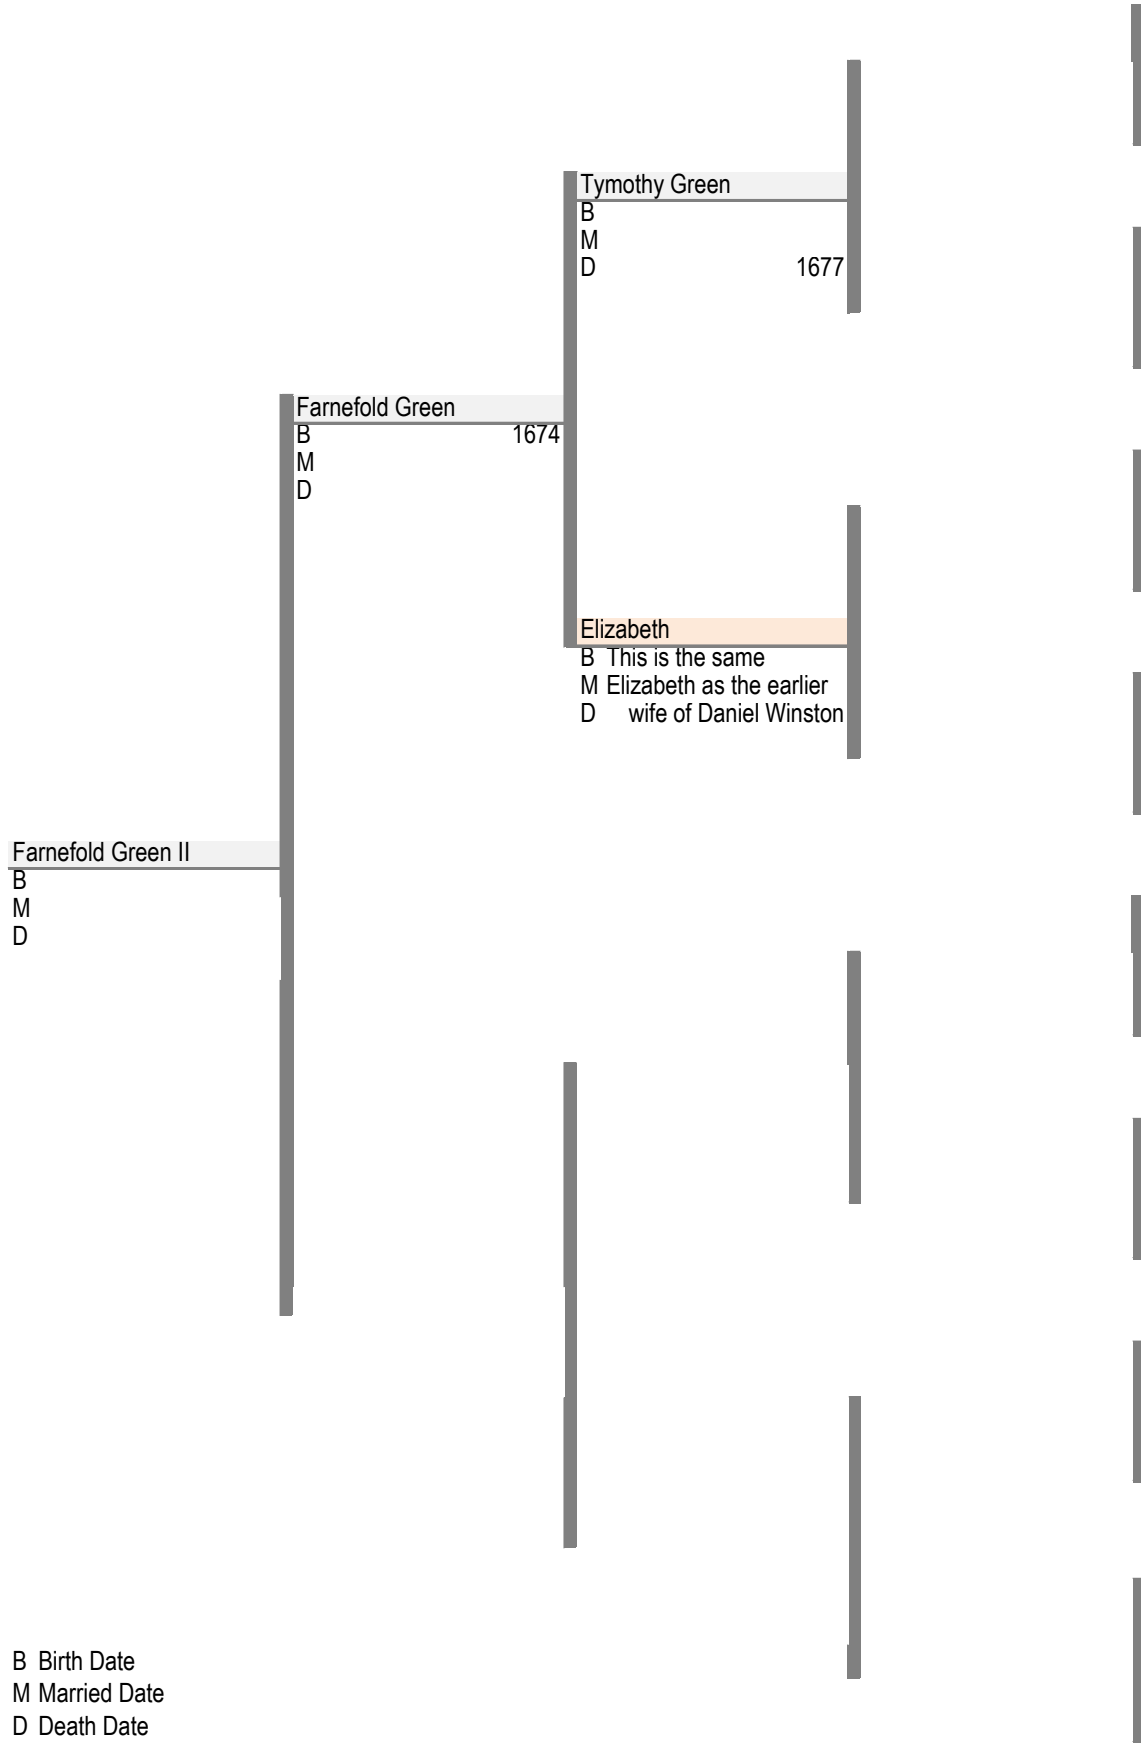 Tymothy Green
B
M
D 1677
Farnefold Green
B 1674
M
D
Elizabeth
B This is the same
M Elizabeth as the earlier
D wife of Daniel Winston
Farnefold Green II
B
M
D
B Birth Date
M Married Date
D Death Date